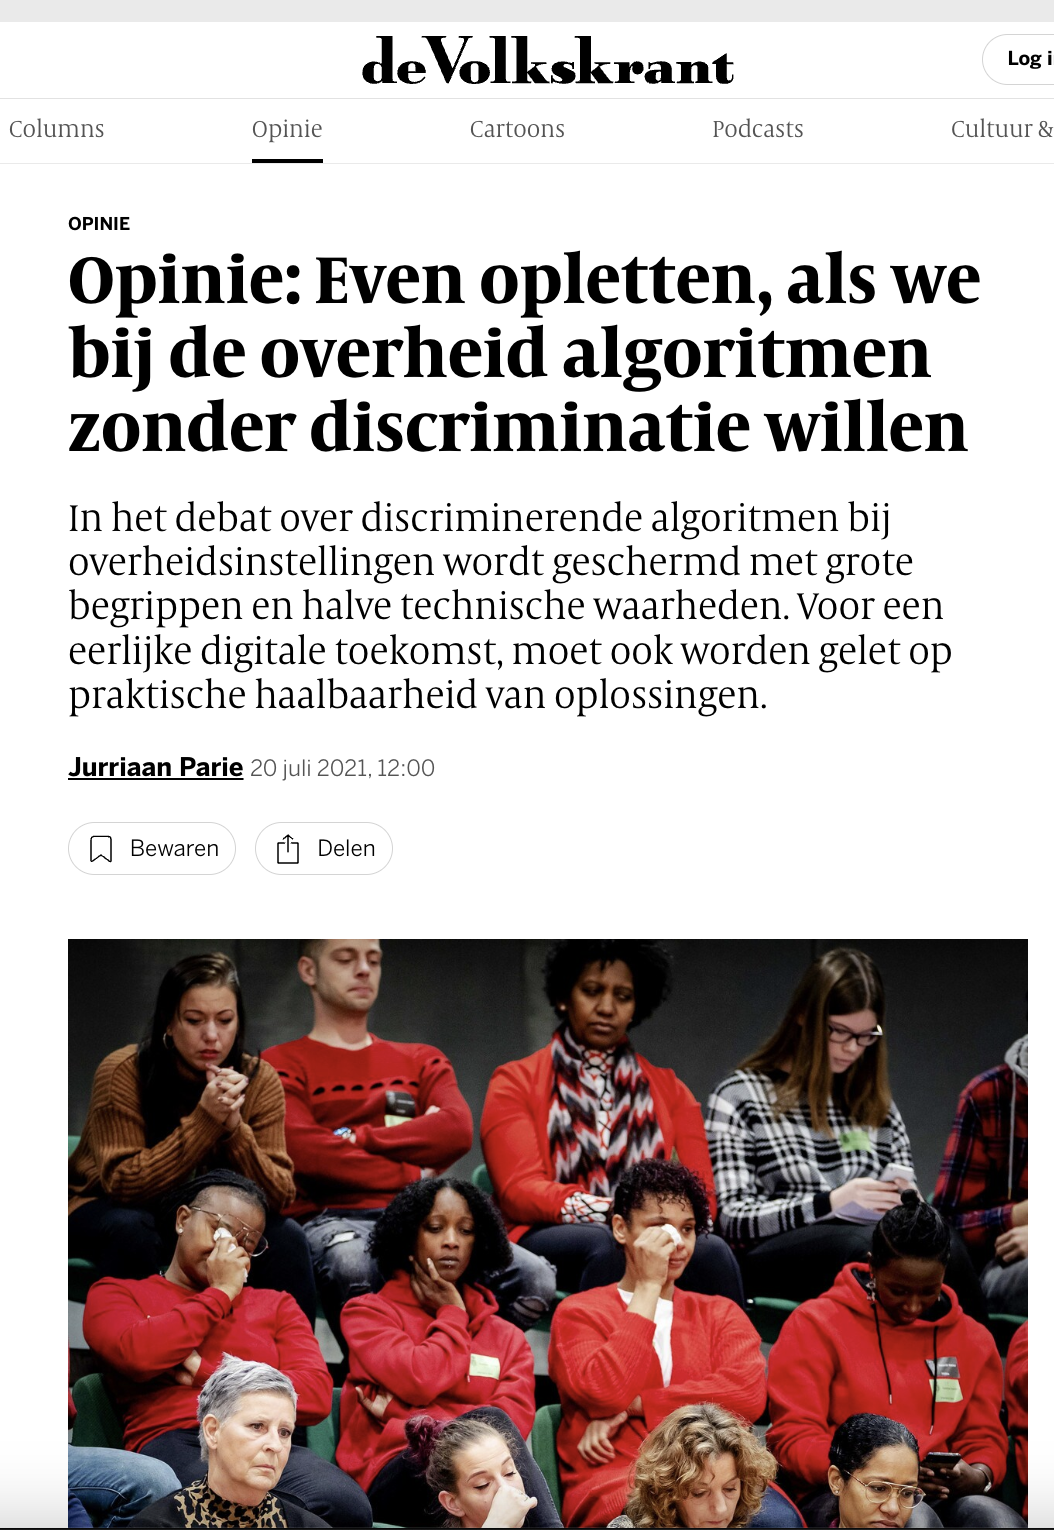 deVolkskrant
Log i
Columns Opinie Cartoons Podcasts Cultuur &
OPINIE
Opinie: Even opletten, als we
bij de overheid algoritmen
zonder discriminatie willen
In het debat over discriminerende algoritmen bij
overheidsinstellingen wordt geschermd met grote
begrippen en halve technische waarheden. Voor een
eerlijke digitale toekomst, moet ook worden gelet op
praktische haalbaarheid van oplossingen.
Jurriaan Parie 20 juli 2021, 12:00
Bewaren Delen